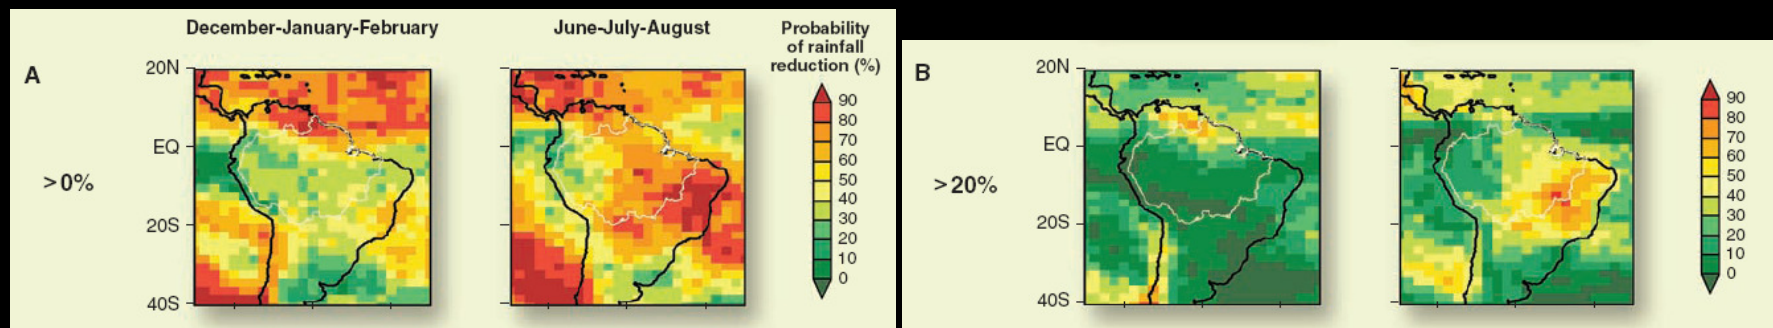 December-January-February
June-July-August
Probability
of rainfall
reduction (%)
A
>0%
20N
EQ
20S
40S
90
80
70
60
50
40
30
20
10
0
B
>20%
20N
EQ
20S
40S
90
80
70
60
50
40
30
20
10
0